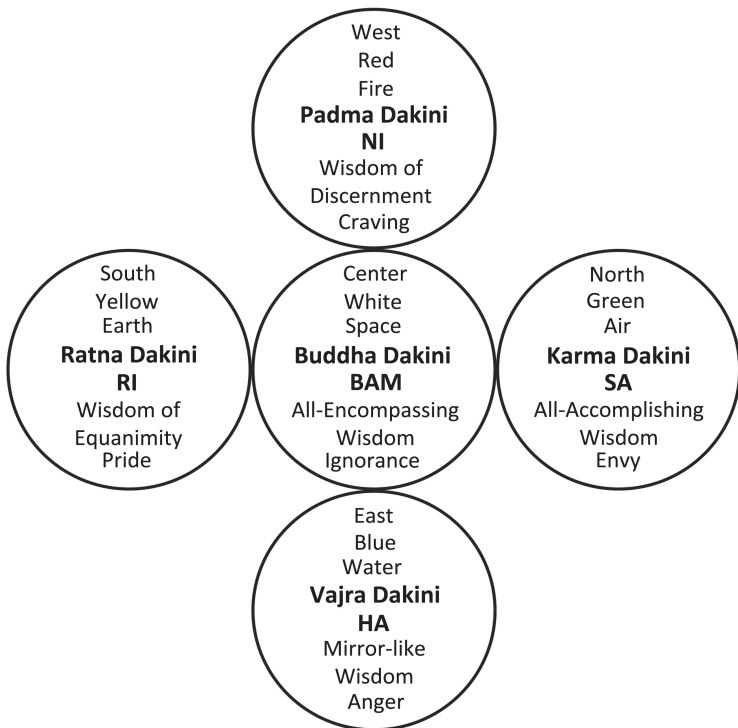 West
Red
Fire
Padma Dakini
NI
Wisdom of
Discernment
Craving
South
Yellow
Earth
Ratna Dakini
RI
Wisdom of
Equanimity
Pride
Center
White
Space
Buddha Dakini
BAM
All-Encompassing
Wisdom
Ignorance
North
Green
Air
Karma Dakini
SA
All-Accomplishing
Wisdom
Envy
East
Blue
Water
Vajra Dakini
HA
Mirror-like
Wisdom
Anger